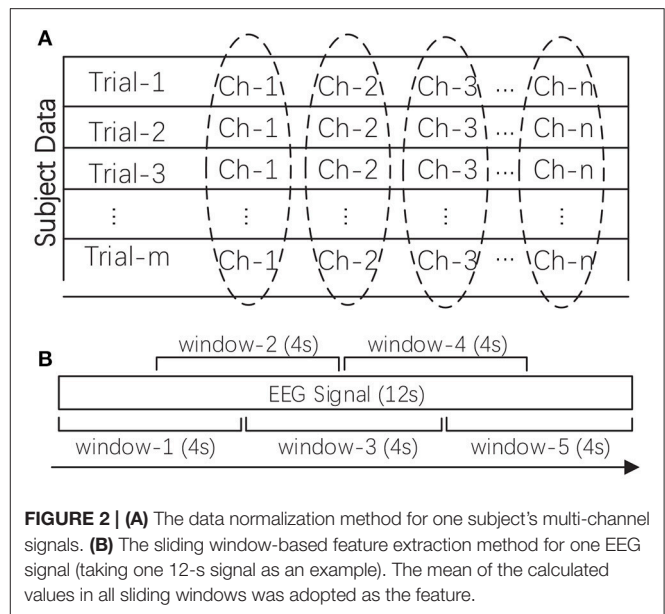 A
Subject Data
Trial-1 Ch-1 Ch-2 Ch-3 ... Ch-n
Trial-2 Ch-1 Ch-2 Ch-3 ... Ch-n
Trial-3 Ch-1 Ch-2 Ch-3 ... Ch-n
⋮ ⋮ ⋮ ⋮ ⋮
Trial-m Ch-1 Ch-2 Ch-3 ... Ch-n
window-2 (4s) window-4 (4s)
B
EEG Signal (12s)
window-1 (4s) window-3 (4s) window-5 (4s)
FIGURE 2 | (A) The data normalization method for one subject's multi-channel
signals. (B) The sliding window-based feature extraction method for one EEG
signal (taking one 12-s signal as an example). The mean of the calculated
values in all sliding windows was adopted as the feature.